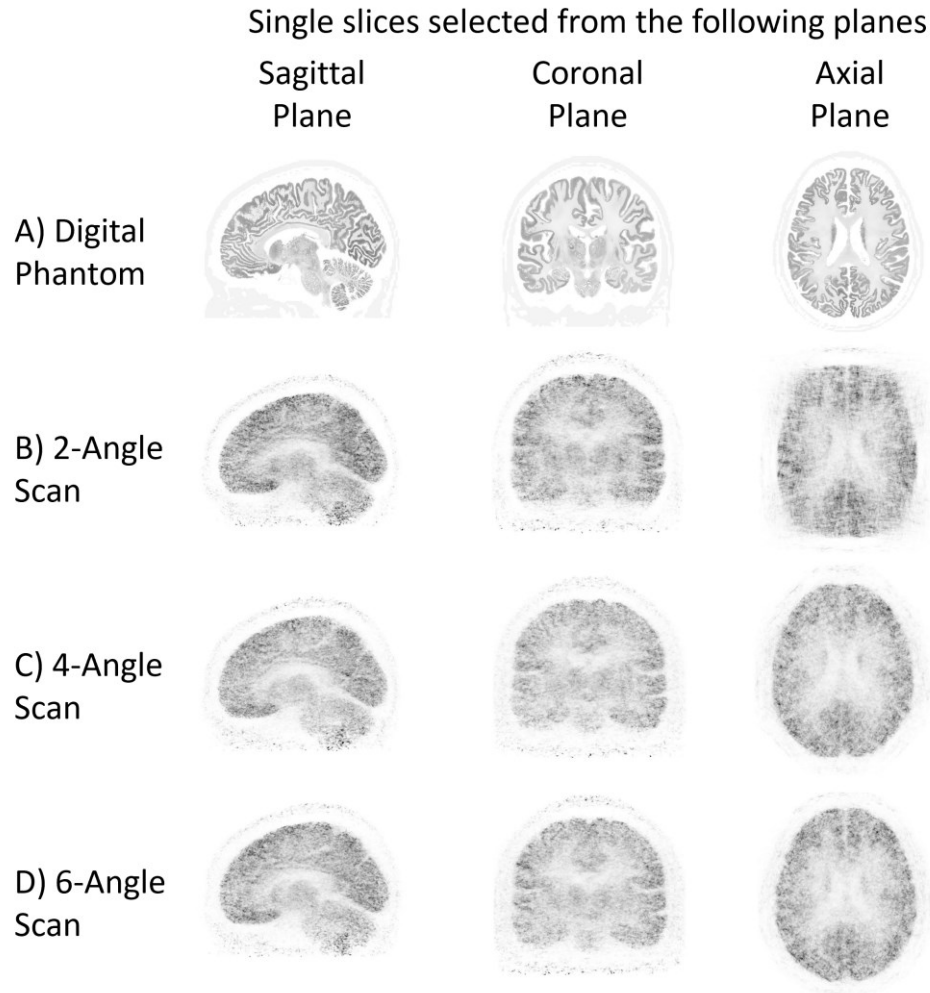 Single slices selected from the following planes
Sagittal Plane
Coronal Plane
Axial Plane
A) Digital Phantom
B) 2-Angle Scan
C) 4-Angle Scan
D) 6-Angle Scan